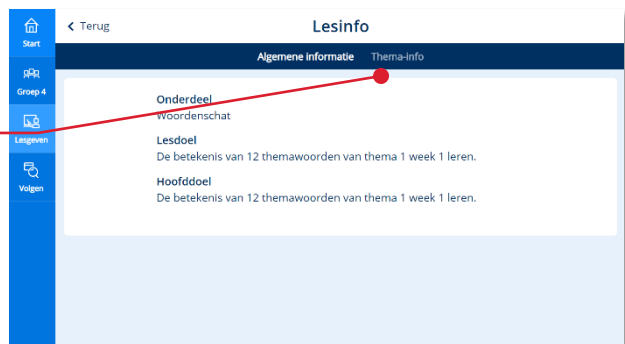 Start
Groep 4
Lesgeven
Volgen
Terug
Lesinfo
Algemene informatie Thema-info
Onderdeel
Woordenschat
Lesdoel
De betekenis van 12 themawoorden van thema 1 week 1 leren.
Hoofddoel
De betekenis van 12 themawoorden van thema 1 week 1 leren.